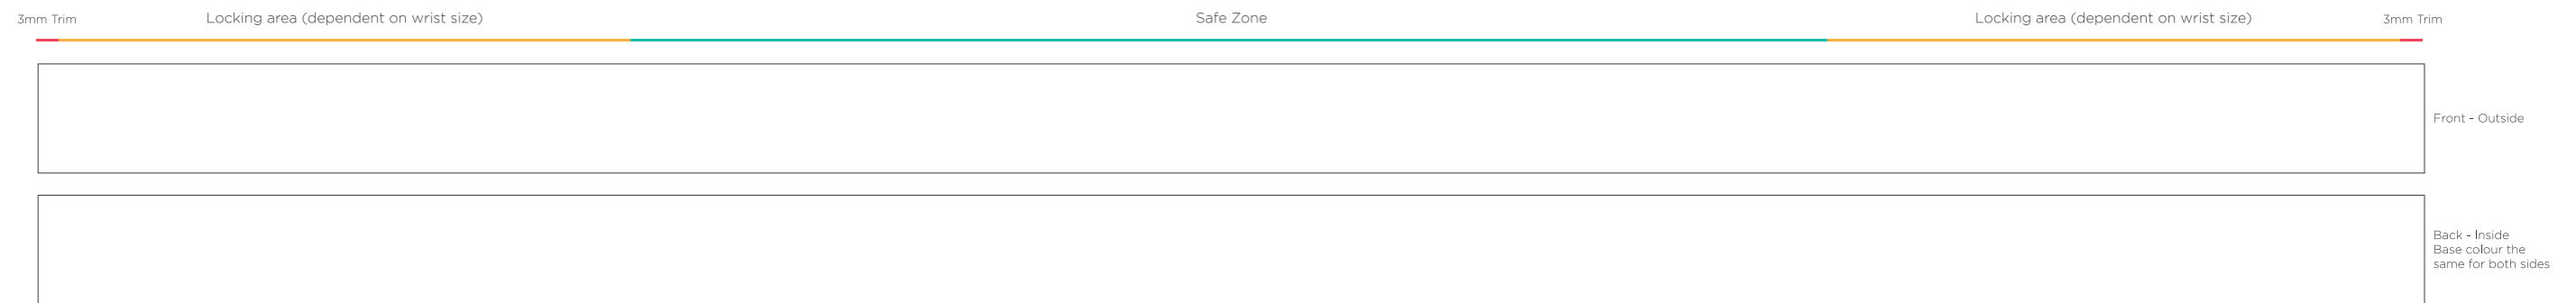 3mm Trim
Locking area (dependent on wrist size)
Safe Zone
Locking area (dependent on wrist size)
3mm Trim
Front - Outside
Back - Inside
Base colour the
same for both sides